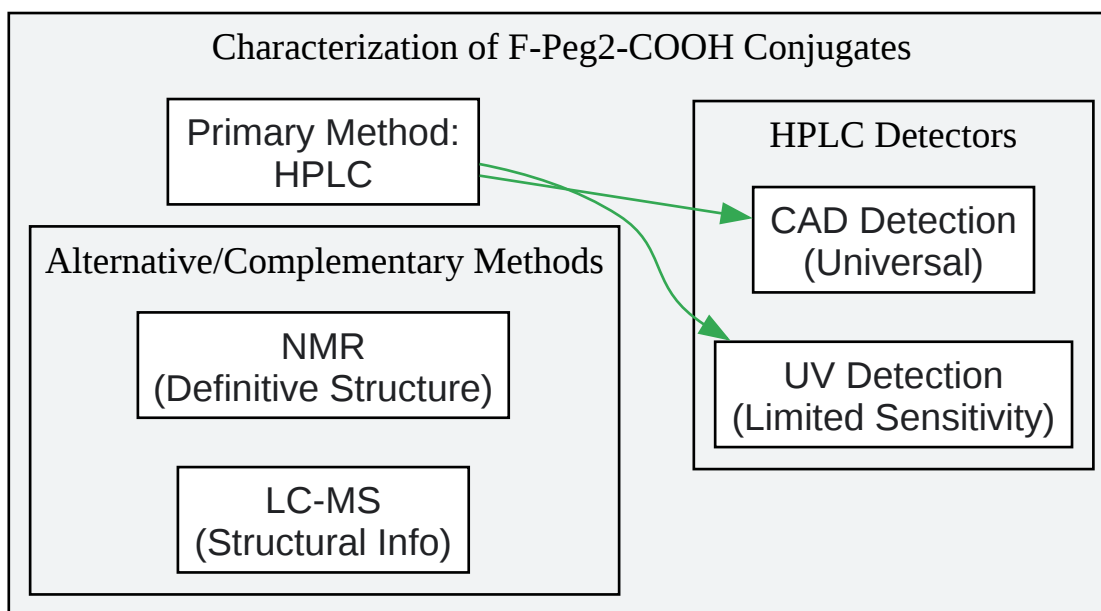 Characterization of F-Peg2-COOH Conjugates
Primary Method:
HPLC
Alternative/Complementary Methods
NMR
(Definitive Structure)
LC-MS
(Structural Info)
HPLC Detectors
CAD Detection
(Universal)
UV Detection
(Limited Sensitivity)